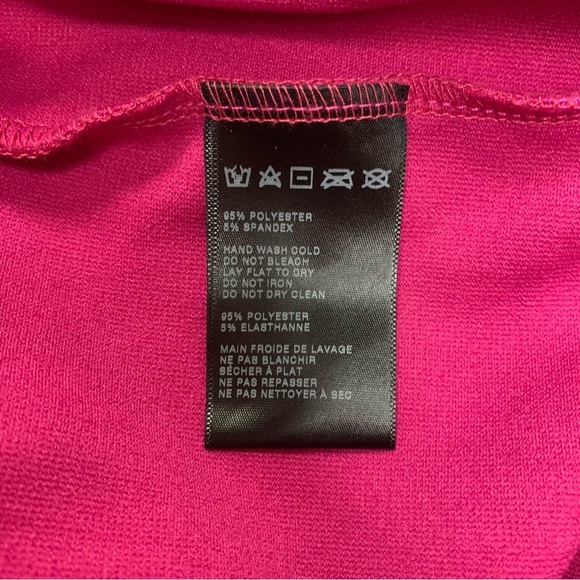 95% POLYESTER
5% SPANDEX
HAND WASH COLD
DO NOT BLEACH
LAY FLAT TO DRY
DO NOT IRON
DO NOT DRY CLEAN
95% POLYESTER
5% ELASTHANNE
MAIN FROIDE DE LAVAGE
NE PAS BLANCHIR
SÉCHER À PLAT
NE PAS REPASSER
NE PAS NETTOYER À SEC